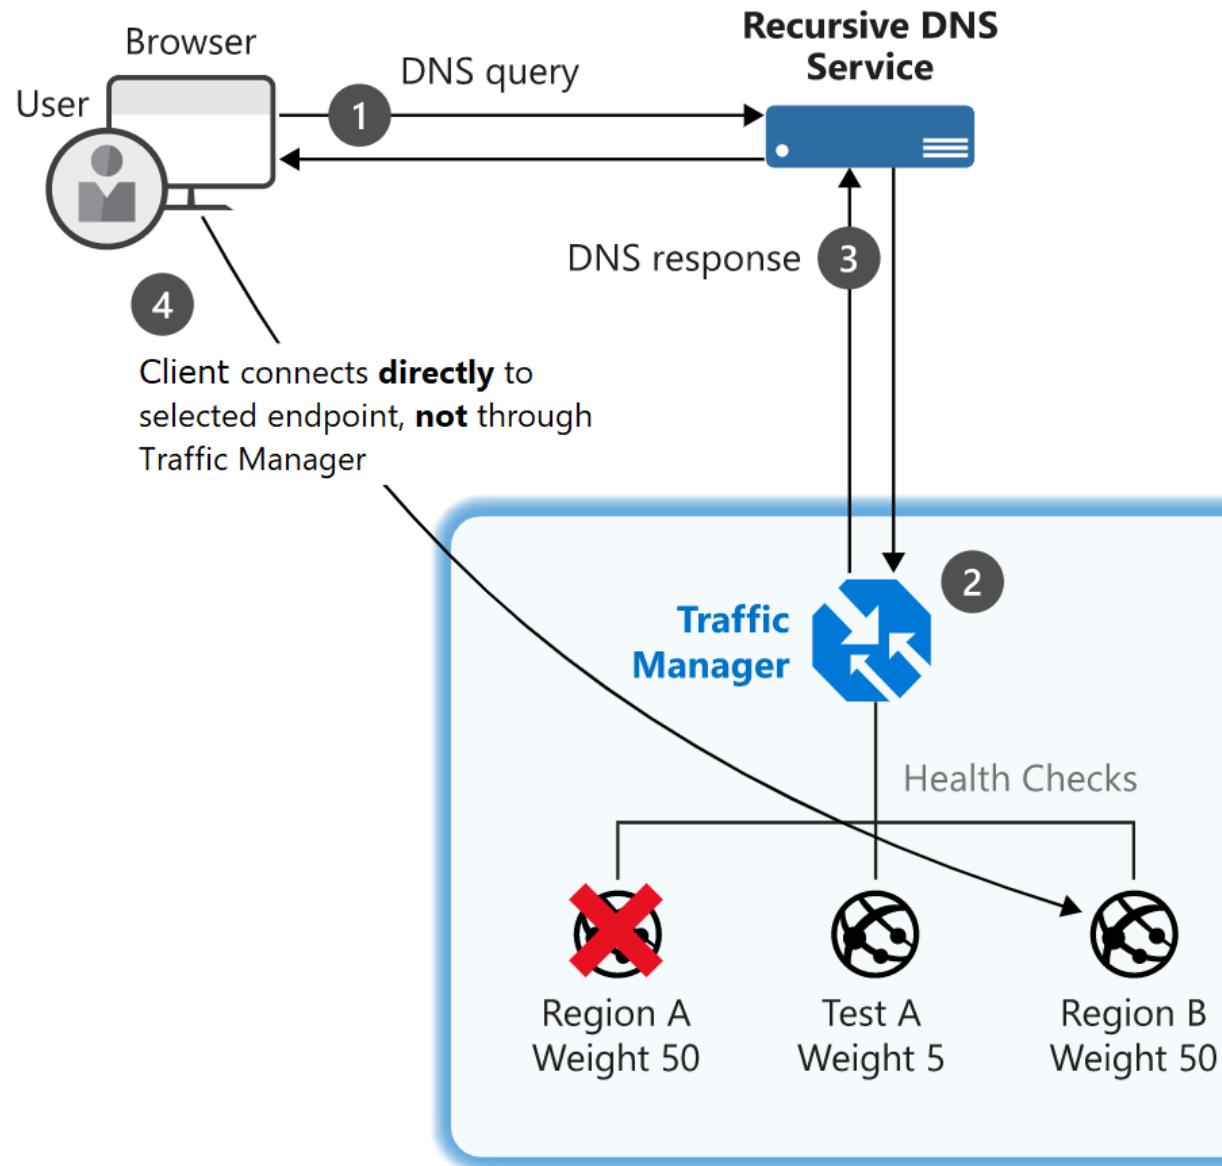 Browser
User
DNS query
1
Recursive DNS
Service
DNS response
3
4
Client connects directly to
selected endpoint, not through
Traffic Manager
2
Traffic
Manager
Health Checks
Region A
Weight 50
Test A
Weight 5
Region B
Weight 50